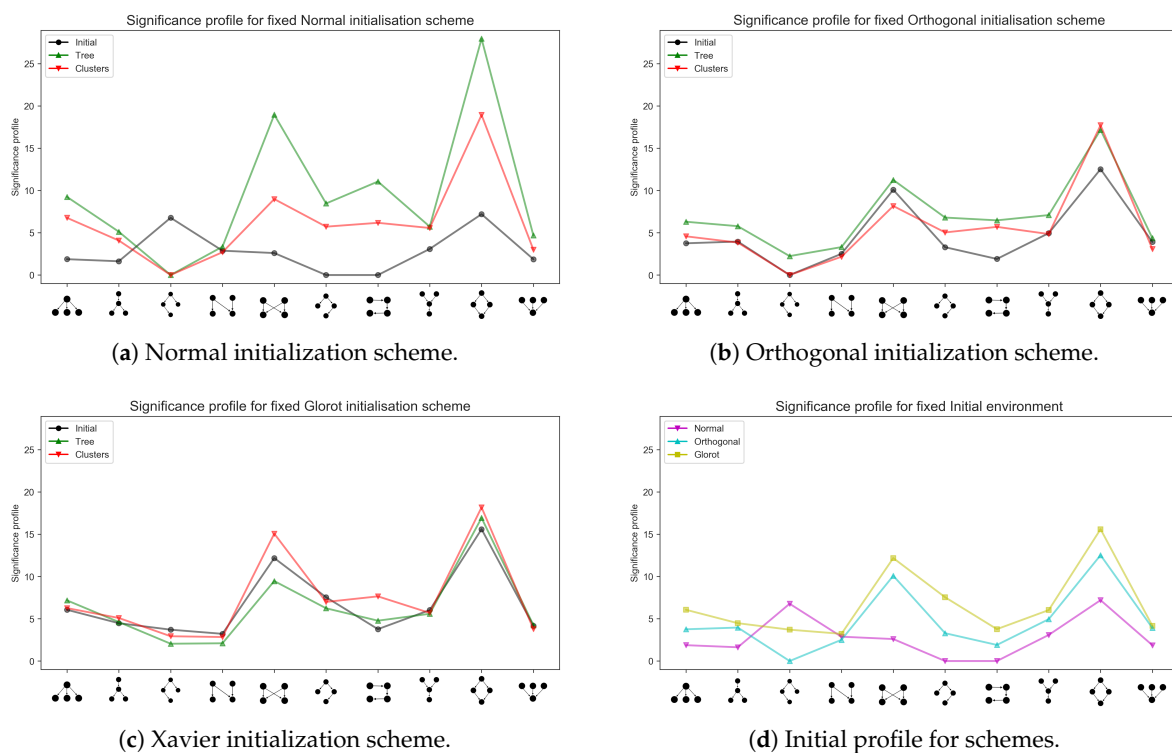 Significance profile for fixed Normal initialisation scheme
Initial
Tree
Clusters
Significance profile
25
20
15
10
5
0
(a) Normal initialization scheme.
Significance profile for fixed Orthogonal initialisation scheme
Initial
Tree
Clusters
Significance profile
25
20
15
10
5
0
(b) Orthogonal initialization scheme.
Significance profile for fixed Glorot initialisation scheme
Initial
Tree
Clusters
Significance profile
25
20
15
10
5
0
(c) Xavier initialization scheme.
Significance profile for fixed Initial environment
Normal
Orthogonal
Glorot
Significance profile
25
20
15
10
5
0
(d) Initial profile for schemes.